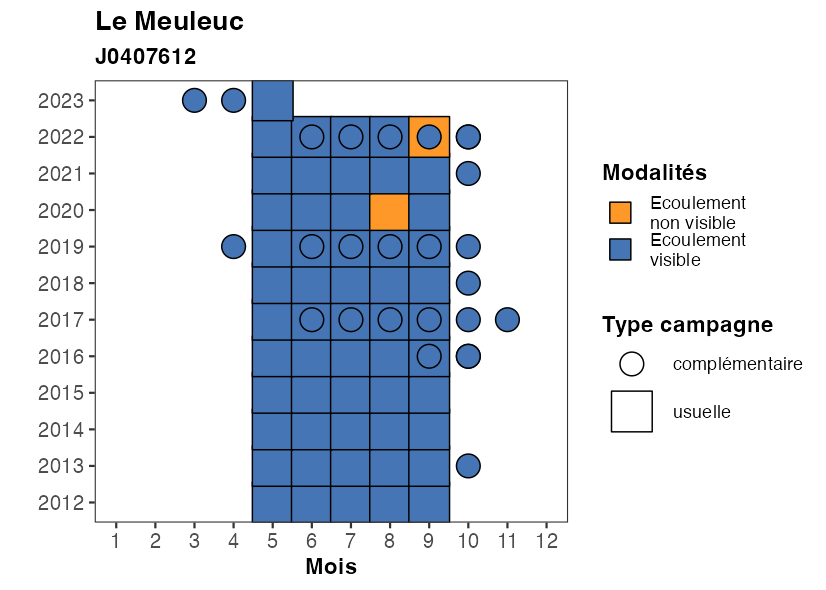 Le Meuleuc
J0407612
2023
2022
2021
2020
2019
2018
2017
2016
2015
2014
2013
2012
1 2 3 4 5 6 7 8 9 10 11 12
Mois
Modalités
Ecoulement
non visible
Ecoulement
visible
Type campagne
complémentaire
usuelle